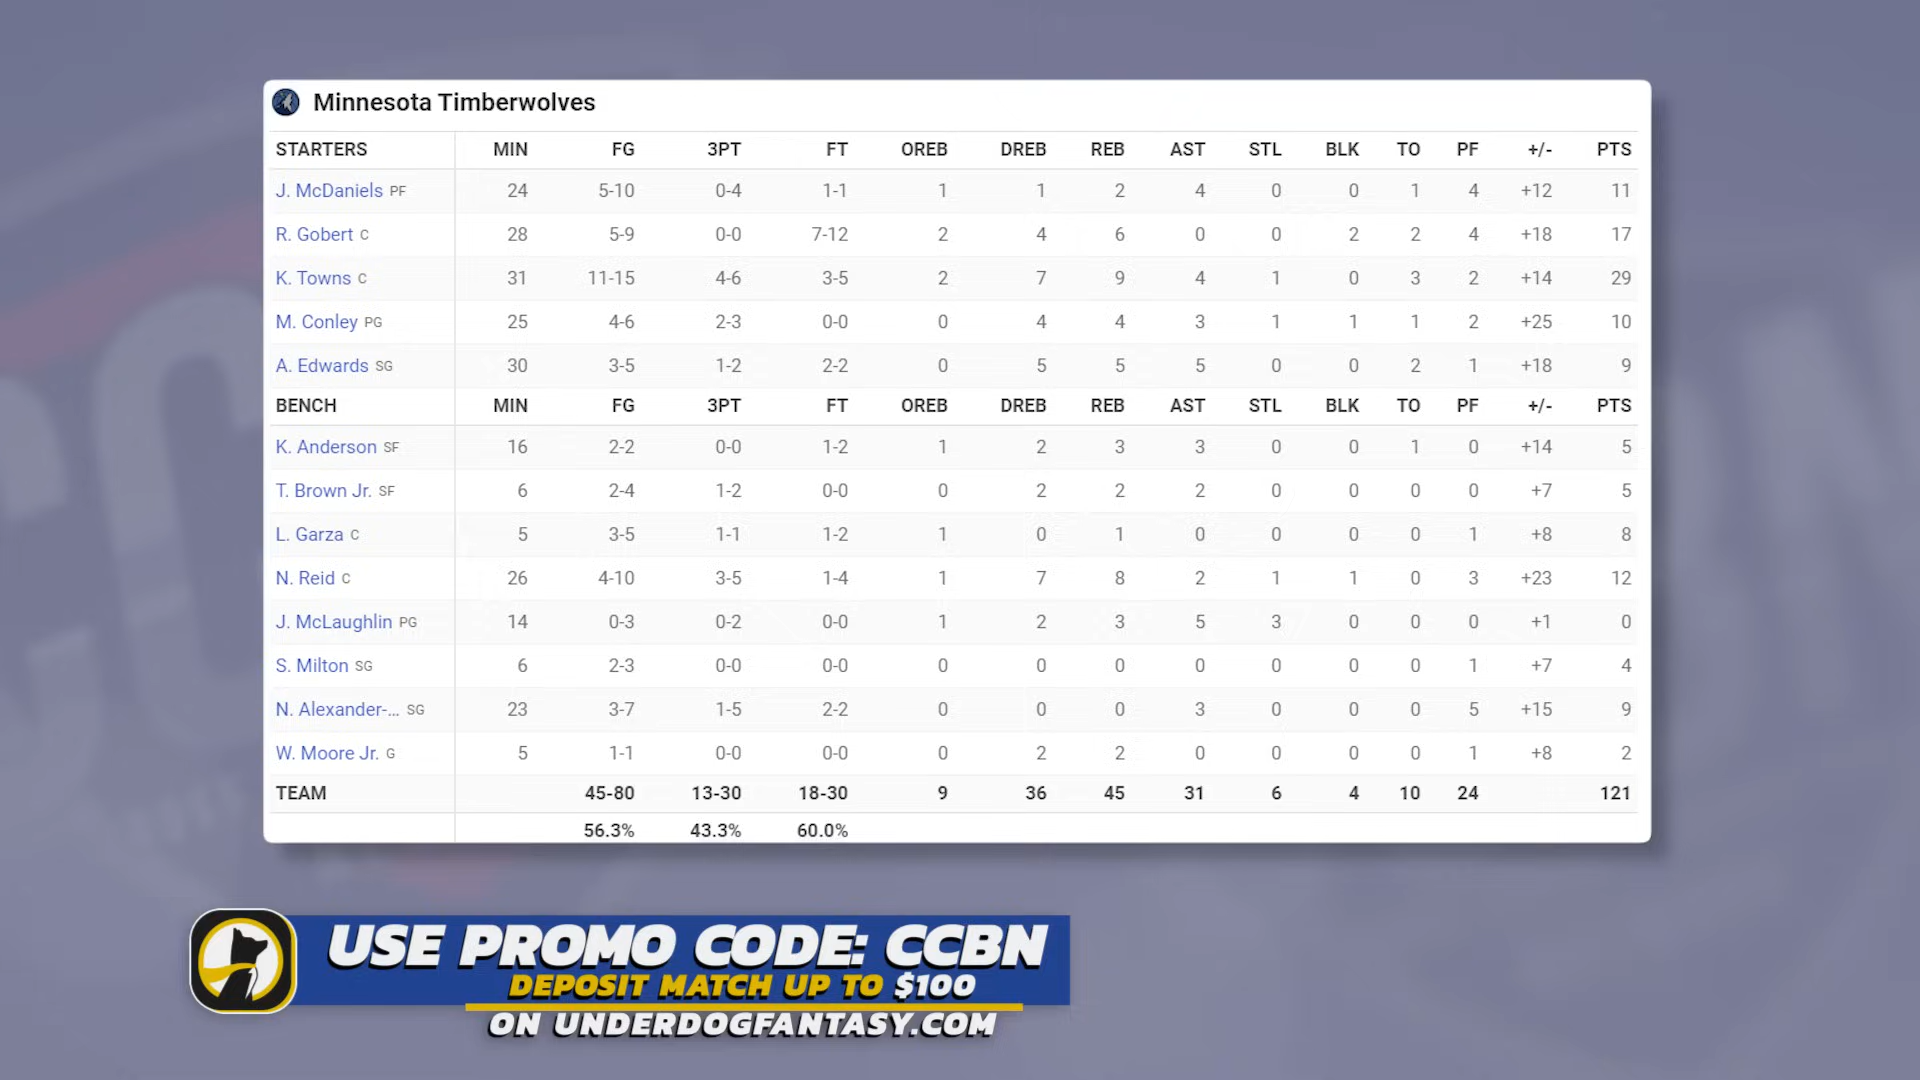 Minnesota Timberwolves
STARTERS MIN FG 3PT FT OREB DREB REB AST STL BLK TO PF +/- PTS
J. McDaniels PF 24 5-10 0-4 1-1 1 1 2 4 0 0 1 4 +12 11
R. Gobert C 28 5-9 0-0 7-12 2 4 6 0 0 2 2 4 +18 17
K. Towns C 31 11-15 4-6 3-5 2 7 9 4 1 0 3 2 +14 29
M. Conley PG 25 4-6 2-3 0-0 0 4 4 3 1 1 1 2 +25 10
A. Edwards SG 30 3-5 1-2 2-2 0 5 5 5 0 0 2 1 +18 9
BENCH MIN FG 3PT FT OREB DREB REB AST STL BLK TO PF +/- PTS
K. Anderson SF 16 2-2 0-0 1-2 1 2 3 3 0 0 1 0 +14 5
T. Brown Jr. SF 6 2-4 1-2 0-0 0 2 2 2 0 0 0 0 +7 5
L. Garza C 5 3-5 1-1 1-2 1 0 1 0 0 0 0 1 +8 8
N. Reid C 26 4-10 3-5 1-4 1 7 8 2 1 1 0 3 +23 12
J. McLaughlin PG 14 0-3 0-2 0-0 1 2 3 5 3 0 0 0 +1 0
S. Milton SG 6 2-3 0-0 0-0 0 0 0 0 0 0 0 1 +7 4
N. Alexander-... SG 23 3-7 1-5 2-2 0 0 0 3 0 0 0 5 +15 9
W. Moore Jr. G 5 1-1 0-0 0-0 0 2 2 0 0 0 0 1 +8 2
TEAM 45-80 13-30 18-30 9 36 45 31 6 4 10 24 121
56.3% 43.3% 60.0%
USE PROMO CODE: CCBN
DEPOSIT MATCH UP TO $100
ON UNDERDOGFANTASY.COM